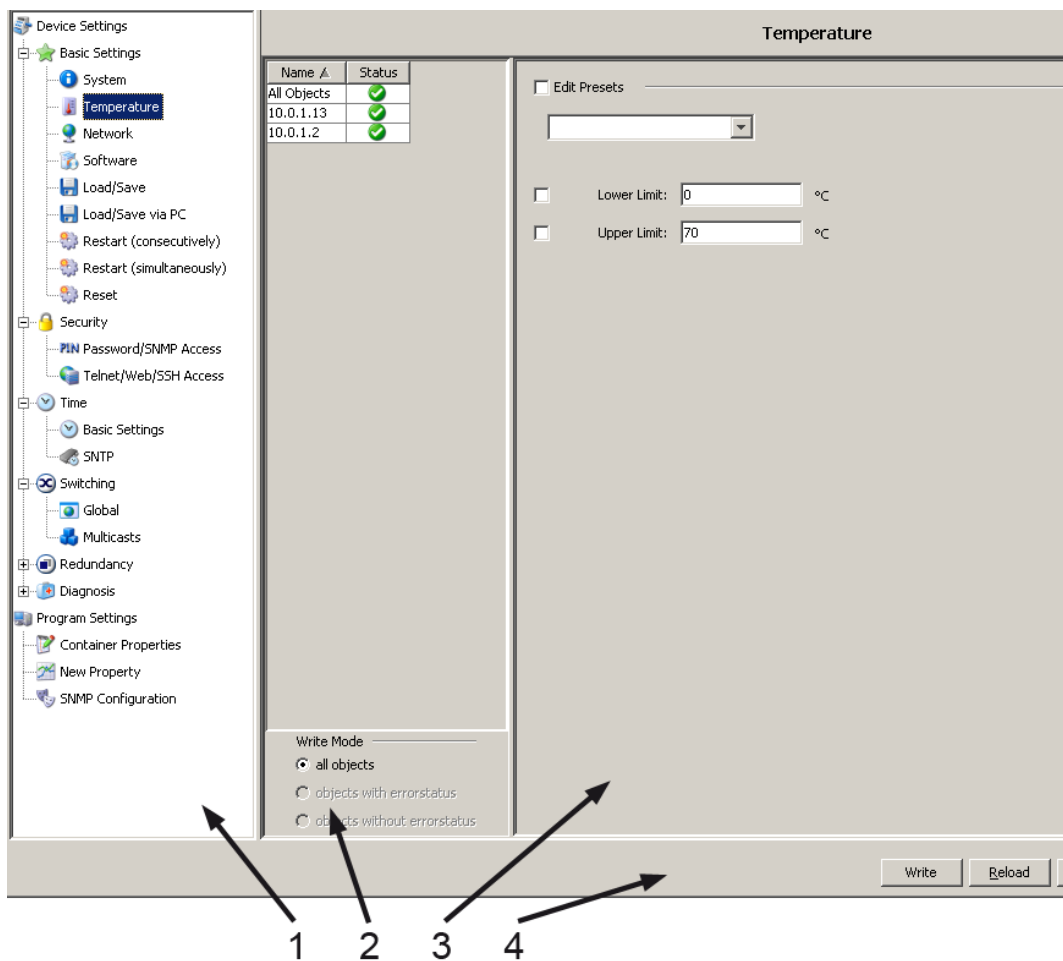 Device Settings
Basic Settings
System
Temperature
Network
Software
Load/Save
Load/Save via PC
Restart (consecutively)
Restart (simultaneously)
Reset
Security
PIN Password/SNMP Access
Telnet/Web/SSH Access
Time
Basic Settings
SNTP
Switching
Global
Multicasts
Redundancy
Diagnosis
Program Settings
Container Properties
New Property
SNMP Configuration
Name Status
All Objects
10.0.1.13
10.0.1.2
Write Mode
all objects
objects with errorstatus
objects without errorstatus
Temperature
Edit Presets
Lower Limit: 0 °C
Upper Limit: 70 °C
Write Reload
1 2 3 4